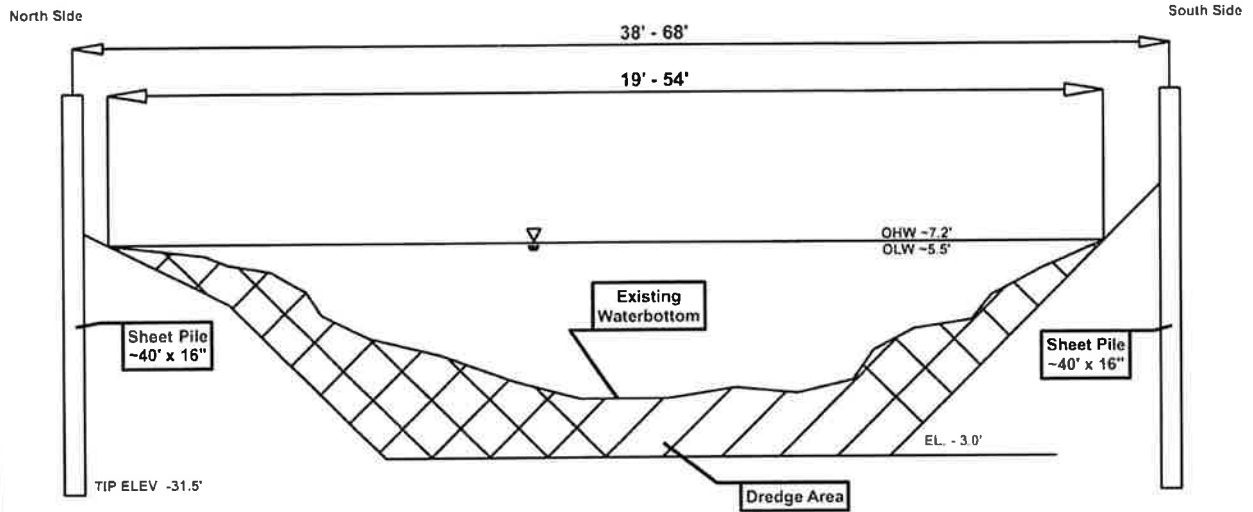 North Side
South Side
38' - 68'
19' - 54'
OHW ~7.2'
OLW ~5.5'
Existing
Waterbottom
Sheet Pile
~40' x 16"
Sheet Pile
~40' x 16"
EL. - 3.0'
TIP ELEV -31.5'
Dredge Area